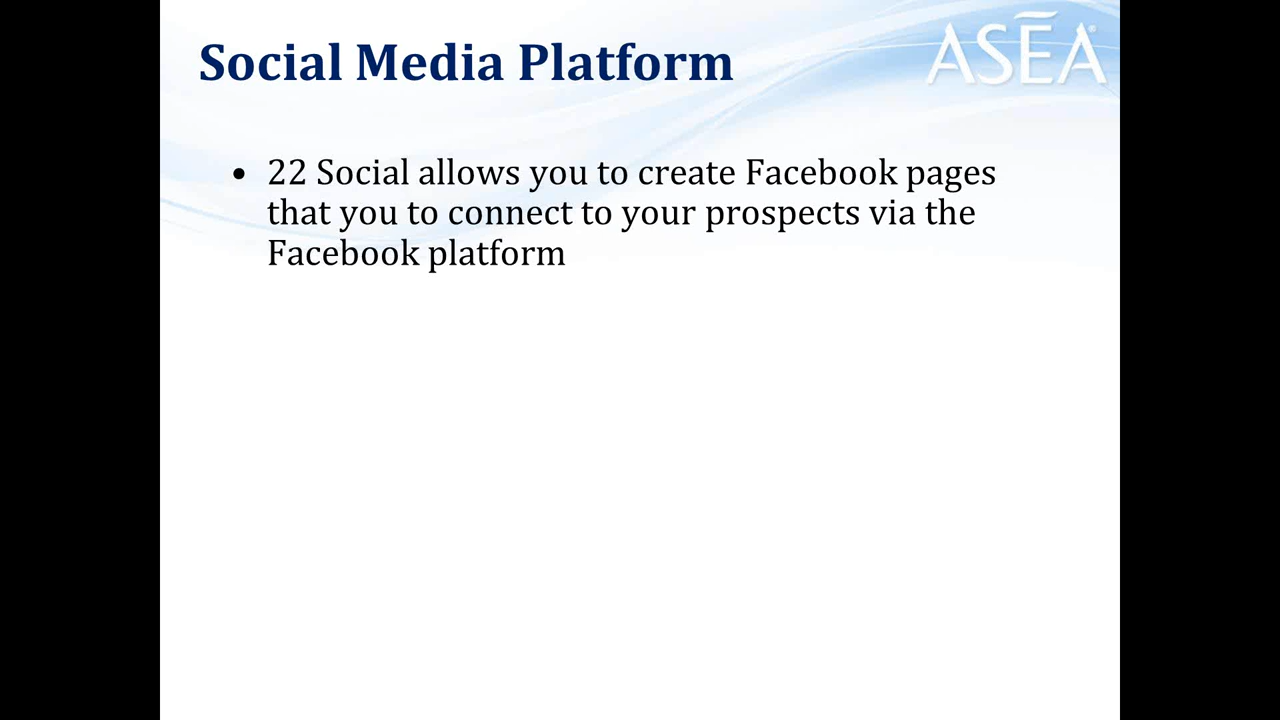 Social Media Platform
ASEA®
• 22 Social allows you to create Facebook pages
that you to connect to your prospects via the
Facebook platform